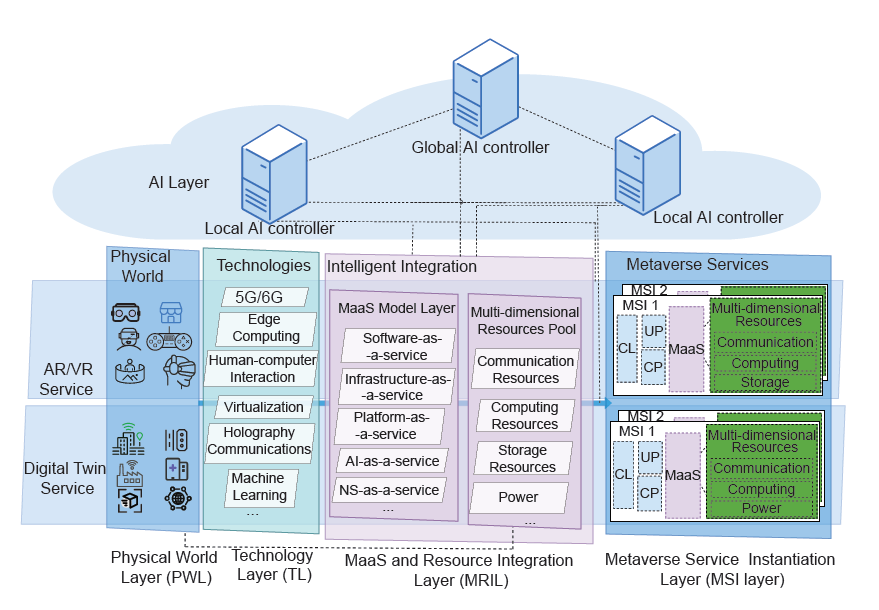 Global AI controller
AI Layer
Local AI controller
Local AI controller
Physical
World
Technologies
Intelligent Integration
Metaverse Services
AR/VR
Service
Digital Twin
Service
5G/6G
Edge
Computing
Human-computer
Interaction
Virtualization
Holography
Communications
Machine
Learning
...
MaaS Model Layer
Software-as-
-a-service
Infrastructure-as-
-a-service
Platform-as-
-a-service
AI-as-a-service
NS-as-a-service
...
Multi-dimensional
Resources Pool
Communication
Resources
Computing
Resources
Storage
Resources
Power
...
MSI 2
MSI 1
CL
UP
CP
MaaS
Multi-dimensional
Resources
Communication
Computing
Storage
MSI 2
MSI 1
CL
UP
CP
MaaS
Multi-dimensional
Resources
Communication
Computing
Power
Physical World
Layer (PWL)
Technology
Layer (TL)
MaaS and Resource Integration
Layer (MRIL)
Metaverse Service Instantiation
Layer (MSI layer)